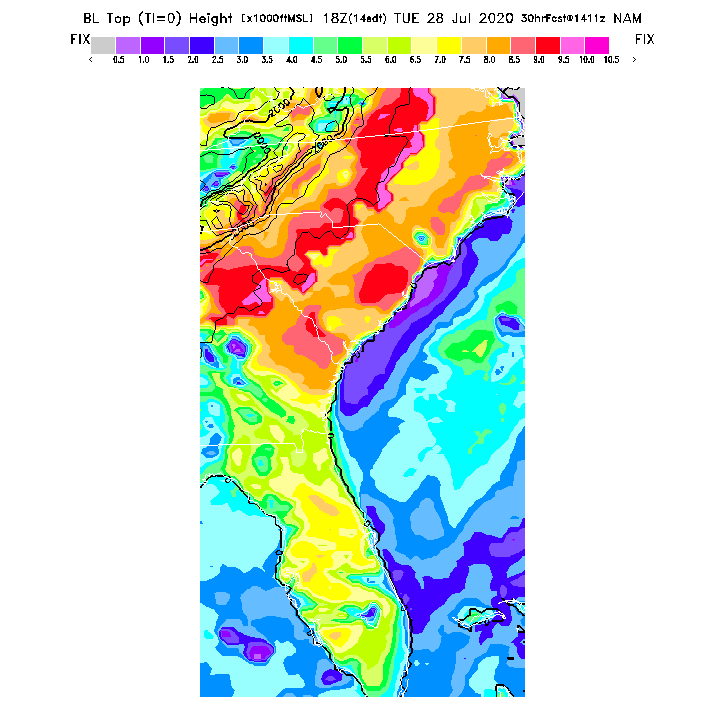 BL Top (TI=0) Height [x1000ftMSL] 18Z(14edt) TUE 28 Jul 2020 30hrFcst@1411z NAM
FIX FIX
< 0.5 1.0 1.5 2.0 2.5 3.0 3.5 4.0 4.5 5.0 5.5 6.0 6.5 7.0 7.5 8.0 8.5 9.0 9.5 10.0 10.5 >
2000
2000
2000